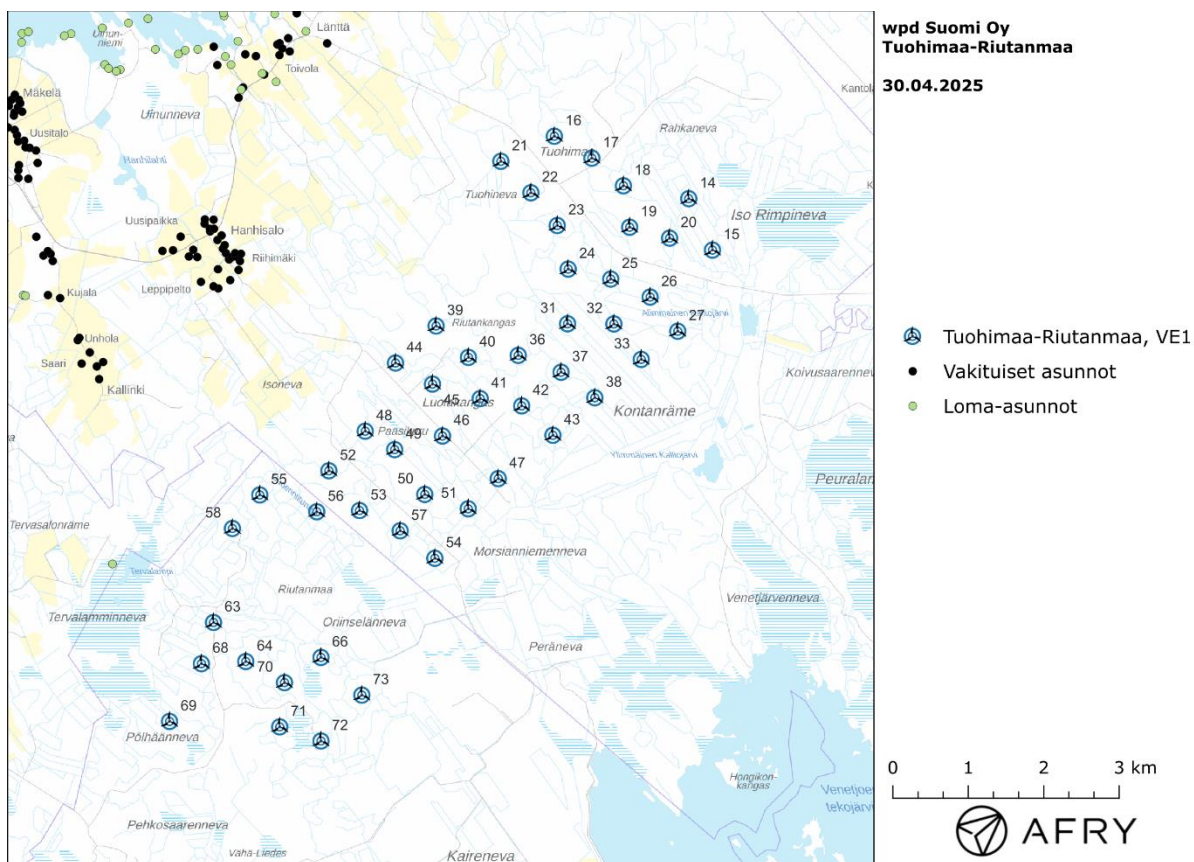 wpd Suomi Oy
Tuohimaa-Riutanmaa
30.04.2025
Länttä
Toivola
Mäkelä
Uusitalo
Uinunneva
Kantola
Rahkaneva
16
17
21
Tuohimaa
22
18
14
Tuohineva
Iso Rimpineva
Uusipaikka
Hanhisalo
Riihimäki
Leppipelto
23
19
20
15
24
25
26
Kujala
39
Riutankangas
31
32
27
Unhola
Saari
Kallinki
Isoneva
44
40
36
33
37
Koivusaarenneva
45
41
42
38
Kontanräme
48
46
43
49
52
47
Peuralam
50
51
55
56
53
58
57
54
Tervasalonräme
Morsianniemenneva
Riutanmaa
Tervalamminneva
Oriinselanneva
Venetjärvenneva
Peräneva
63
68
64
66
70
73
69
71
72
Pölhäänneva
Hongikon-
kangas
Venetjoen
tekojärvi
Pehkosaarenneva
Vähä-Liedes
Kaireneva
Tuohimaa-Riutanmaa, VE1
Vakituiset asunnot
Loma-asunnot
0 1 2 3 km
AFRY